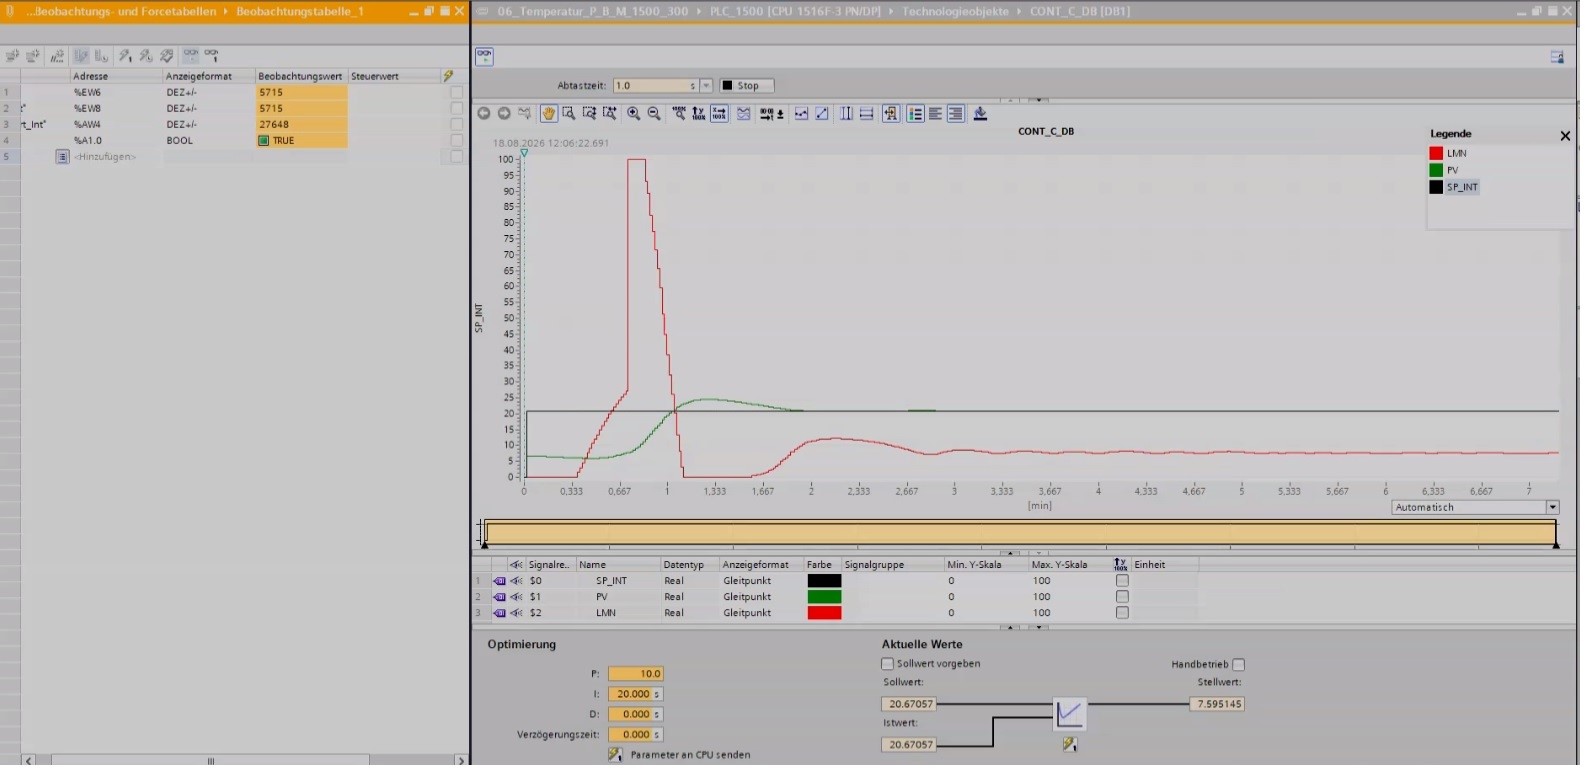 ...Beobachtungs- und Forcetabellen ▸ Beobachtungstabelle_1
06_Temperatur_P_B_M_1500_300 ▸ PLC_1500 [CPU 1516F-3 PN/DP] ▸ Technologieobjekte ▸ CONT_C_DB [DB1]
Adresse Anzeigeformat Beobachtungswert Steuerwert
1 %EW6 DEZ+/- 5715
2 %EW8 DEZ+/- 5715
3 t_Int" %AW4 DEZ+/- 27648
4 %A1.0 BOOL TRUE
5 <Hinzufügen>
Abtastzeit: 1.0 s Stop
CONT_C_DB
18.08.2026 12:06:22.691
Legende
LMN
PV
SP_INT
SP_INT
100
95
90
85
80
75
70
65
60
55
50
45
40
35
30
25
20
15
10
5
0
0 0,333 0,667 1 1,333 1,667 2 2,333 2,667 3 3,333 3,667 4 4,333 4,667 5 5,333 5,667 6 6,333 6,667 7
[min]
Automatisch
Signalre.. Name Datentyp Anzeigeformat Farbe Signalgruppe Min. Y-Skala Max. Y-Skala Einheit
1 $0 SP_INT Real Gleitpunkt 0 100
2 $1 PV Real Gleitpunkt 0 100
3 $2 LMN Real Gleitpunkt 0 100
Optimierung
P: 10.0
I: 20.000 s
D: 0.000 s
Verzögerungszeit: 0.000 s
Parameter an CPU senden
Aktuelle Werte
Sollwert vorgeben Handbetrieb
Sollwert: Stellwert:
20.67057 7.595145
Istwert:
20.67057